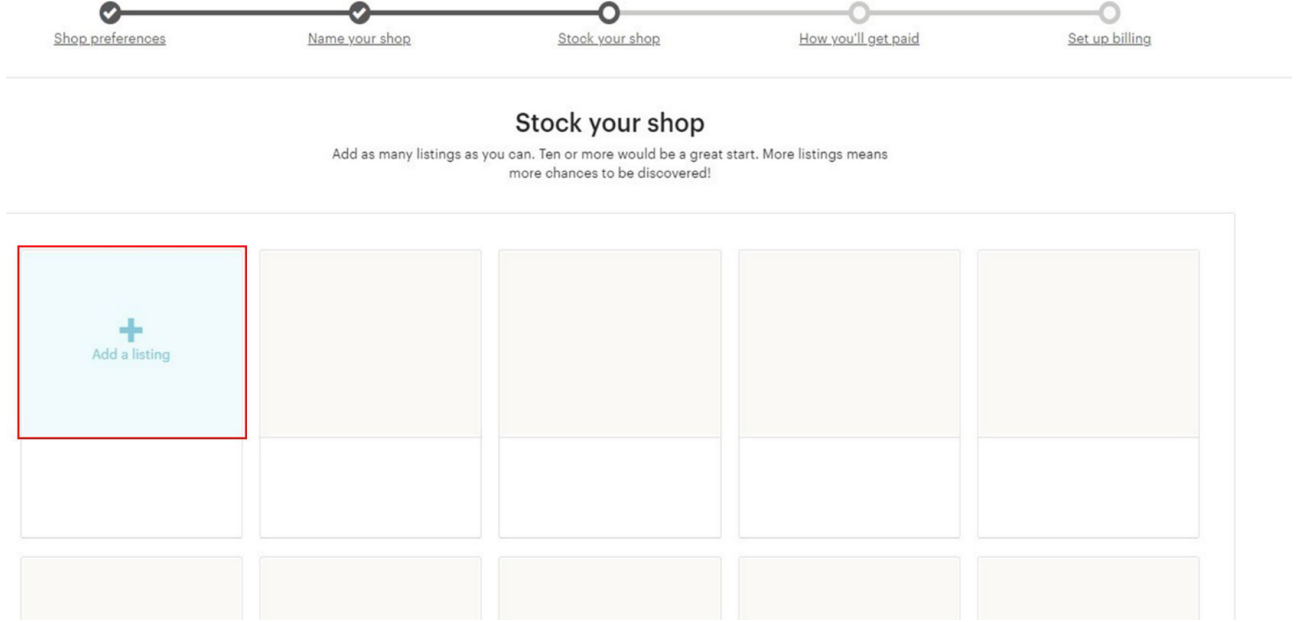 Shop preferences
Name your shop
Stock your shop
How you'll get paid
Set up billing
Stock your shop
Add as many listings as you can. Ten or more would be a great start. More listings means
more chances to be discovered!
Add a listing